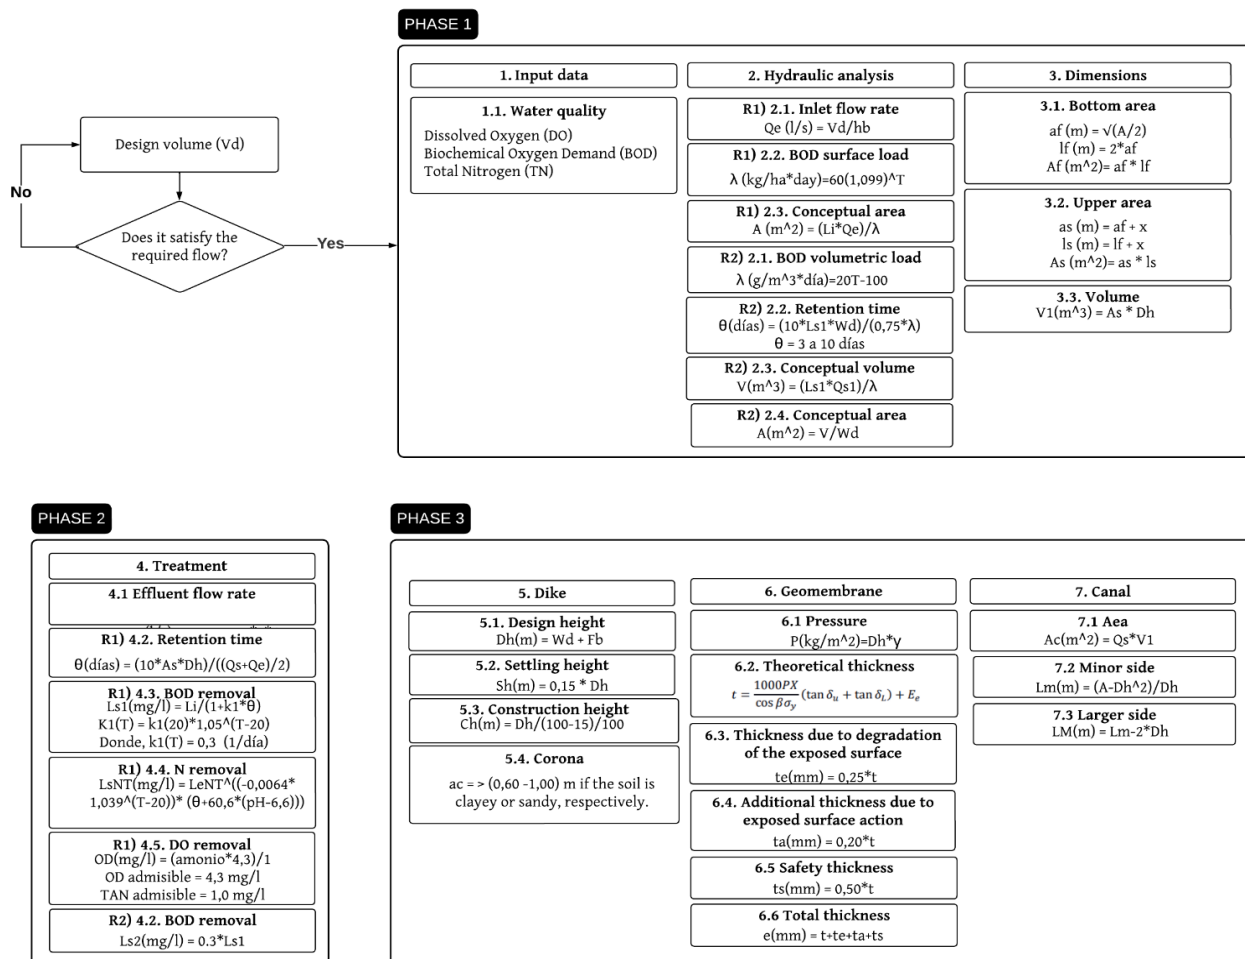 PHASE 1
Design volume (Vd)
No
Does it satisfy the
required flow?
Yes
1. Input data
1.1. Water quality
Dissolved Oxygen (DO)
Biochemical Oxygen Demand (BOD)
Total Nitrogen (TN)
2. Hydraulic analysis
R1) 2.1. Inlet flow rate
Qe (l/s) = Vd/hb
R1) 2.2. BOD surface load
λ (kg/ha*day)=60(1,099)^T
R1) 2.3. Conceptual area
A (m^2) = (Li*Qe)/λ
R2) 2.1. BOD volumetric load
λ (g/m^3*día)=20T-100
R2) 2.2. Retention time
θ(días) = (10*Ls1*Wd)/(0,75*λ)
θ = 3 a 10 días
R2) 2.3. Conceptual volume
V(m^3) = (Ls1*Qs1)/λ
R2) 2.4. Conceptual area
A(m^2) = V/Wd
3. Dimensions
3.1. Bottom area
af (m) = √(A/2)
lf (m) = 2*af
Af (m^2)= af * lf
3.2. Upper area
as (m) = af + x
ls (m) = lf + x
As (m^2)= as * ls
3.3. Volume
V1(m^3) = As * Dh
PHASE 2
4. Treatment
4.1 Effluent flow rate
R1) 4.2. Retention time
θ(días) = (10*As*Dh)/((Qs+Qe)/2)
R1) 4.3. BOD removal
Ls1(mg/l) = Li/(1+k1*θ)
K1(T) = k1(20)*1,05^(T-20)
Donde, k1(T) = 0,3 (1/día)
R1) 4.4. N removal
LsNT(mg/l) = LeNT^((-0,0064*
1,039^(T-20))* (θ+60,6*(pH-6,6)))
R1) 4.5. DO removal
OD(mg/l) = (amonio*4,3)/1
OD admisible = 4,3 mg/l
TAN admisible = 1,0 mg/l
R2) 4.2. BOD removal
Ls2(mg/l) = 0.3*Ls1
PHASE 3
5. Dike
5.1. Design height
Dh(m) = Wd + Fb
5.2. Settling height
Sh(m) = 0,15 * Dh
5.3. Construction height
Ch(m) = Dh/(100-15)/100
5.4. Corona
ac = > (0,60 -1,00) m if the soil is
clayey or sandy, respectively.
6. Geomembrane
6.1 Pressure
P(kg/m^2)=Dh*γ
6.2. Theoretical thickness
t = 1000PX/(cos βσ_y) (tan δ_u + tan δ_L) + E_e
6.3. Thickness due to degradation
of the exposed surface
te(mm) = 0,25*t
6.4. Additional thickness due to
exposed surface action
ta(mm) = 0,20*t
6.5 Safety thickness
ts(mm) = 0,50*t
6.6 Total thickness
e(mm) = t+te+ta+ts
7. Canal
7.1 Aea
Ac(m^2) = Qs*V1
7.2 Minor side
Lm(m) = (A-Dh^2)/Dh
7.3 Larger side
LM(m) = Lm-2*Dh